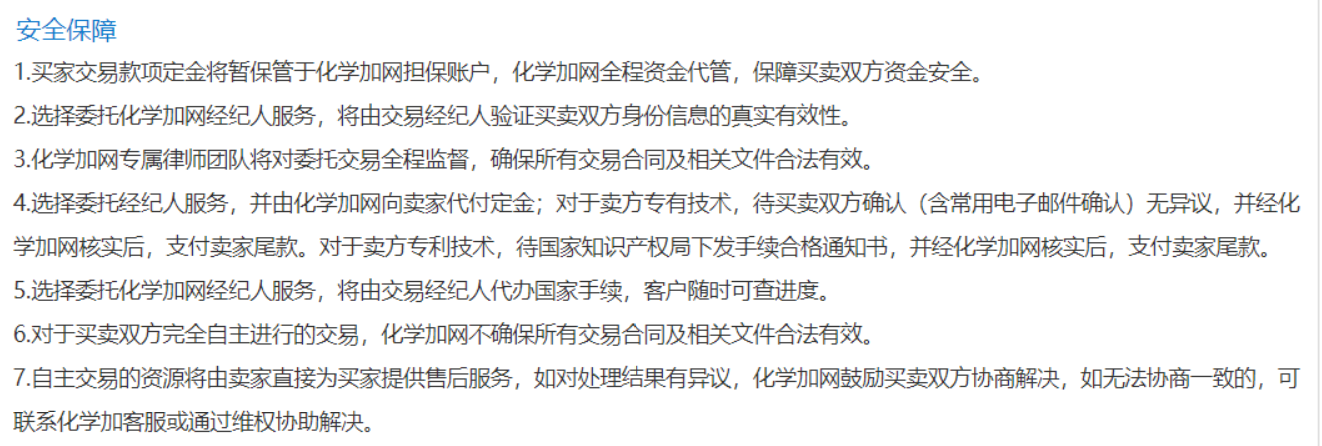 安全保障
1.买家交易款项定金将暂保管于化学加网担保账户，化学加网全程资金代管，保障买卖双方资金安全。
2.选择委托化学加网经纪人服务，将由交易经纪人验证买卖双方身份信息的真实有效性。
3.化学加网专属律师团队将对委托交易全程监督，确保所有交易合同及相关文件合法有效。
4.选择委托经纪人服务，并由化学加网向卖家代付定金；对于卖方专有技术，待买卖双方确认（含常用电子邮件确认）无异议，并经化
学加网核实后，支付卖家尾款。对于卖方专利技术，待国家知识产权局下发手续合格通知书，并经化学加网核实后，支付卖家尾款。
5.选择委托化学加网经纪人服务，将由交易经纪人代办国家手续，客户随时可查进度。
6.对于买卖双方完全自主进行的交易，化学加网不确保所有交易合同及相关文件合法有效。
7.自主交易的资源将由卖家直接为买家提供售后服务，如对处理结果有异议，化学加网鼓励买卖双方协商解决，如无法协商一致的，可
联系化学加客服或通过维权协助解决。